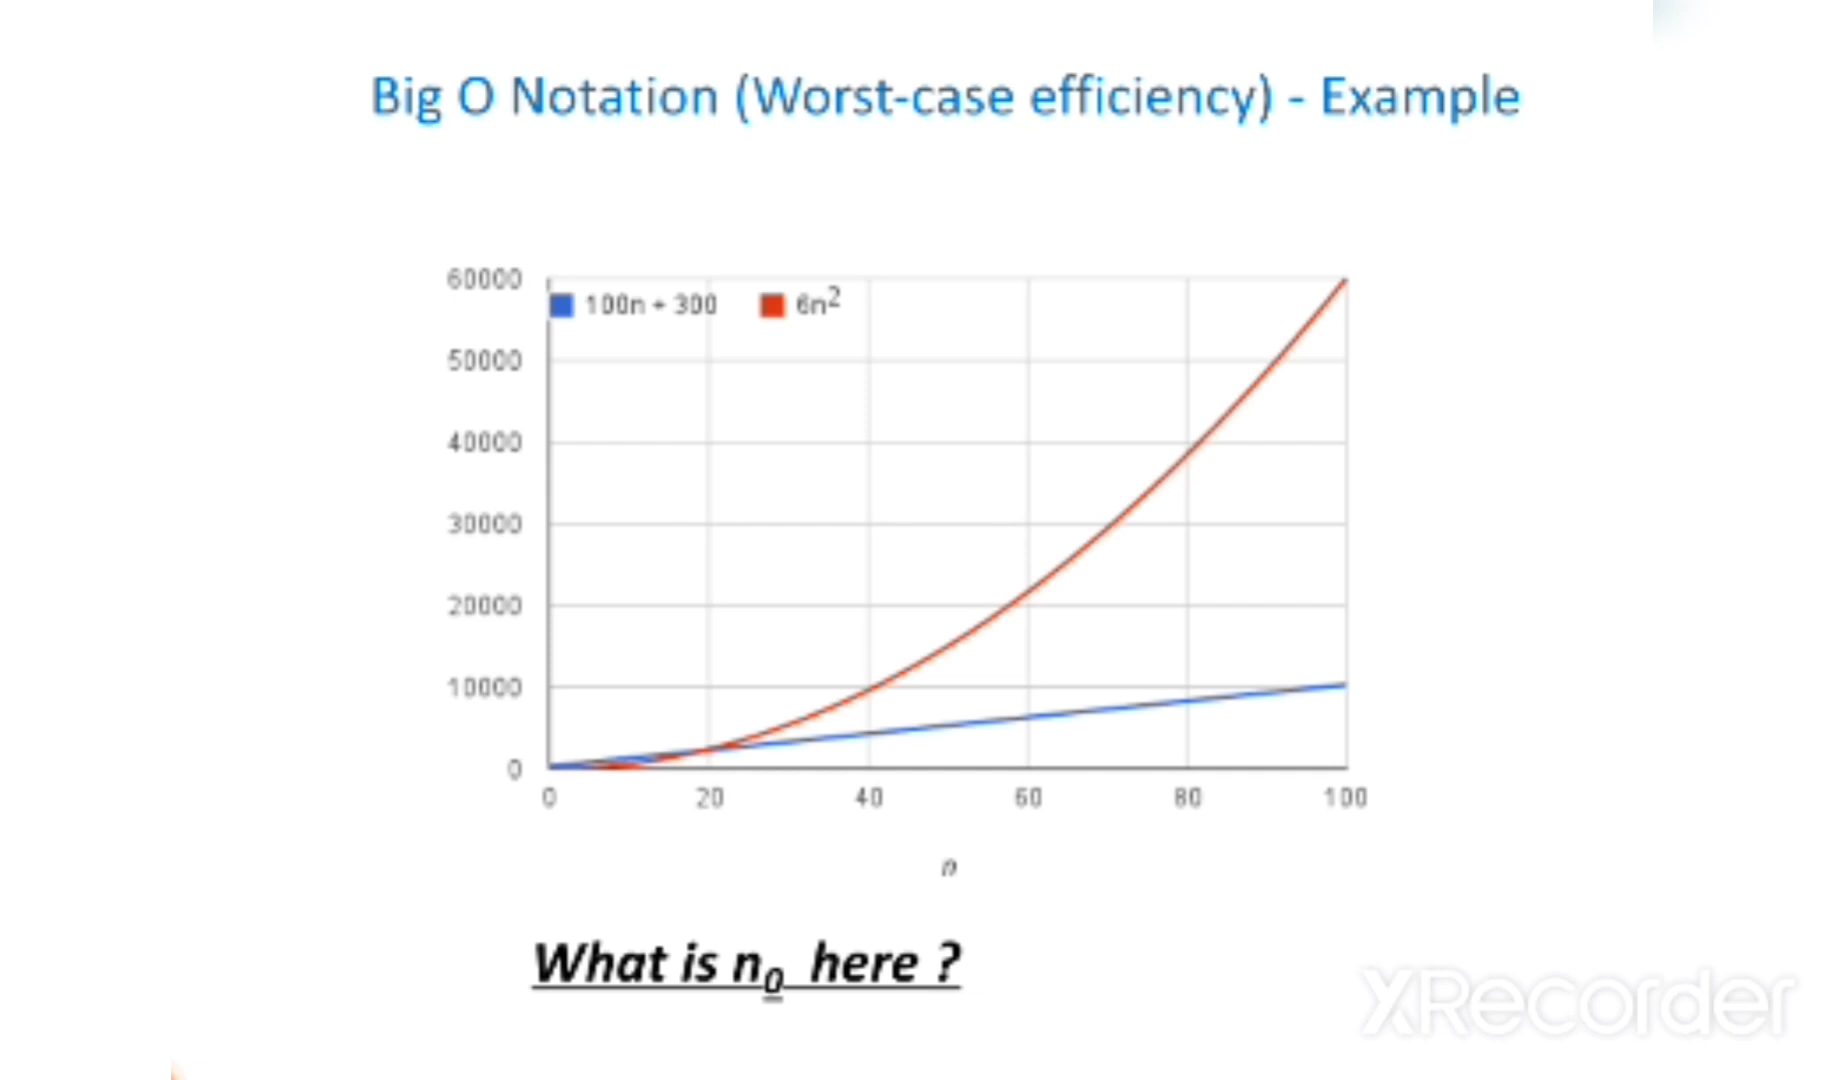 Big O Notation (Worst-case efficiency) - Example
60000
100n + 300 6n²
50000
40000
30000
20000
10000
0
0 20 40 60 80 100
n
What is n₀ here ?
XRecorder